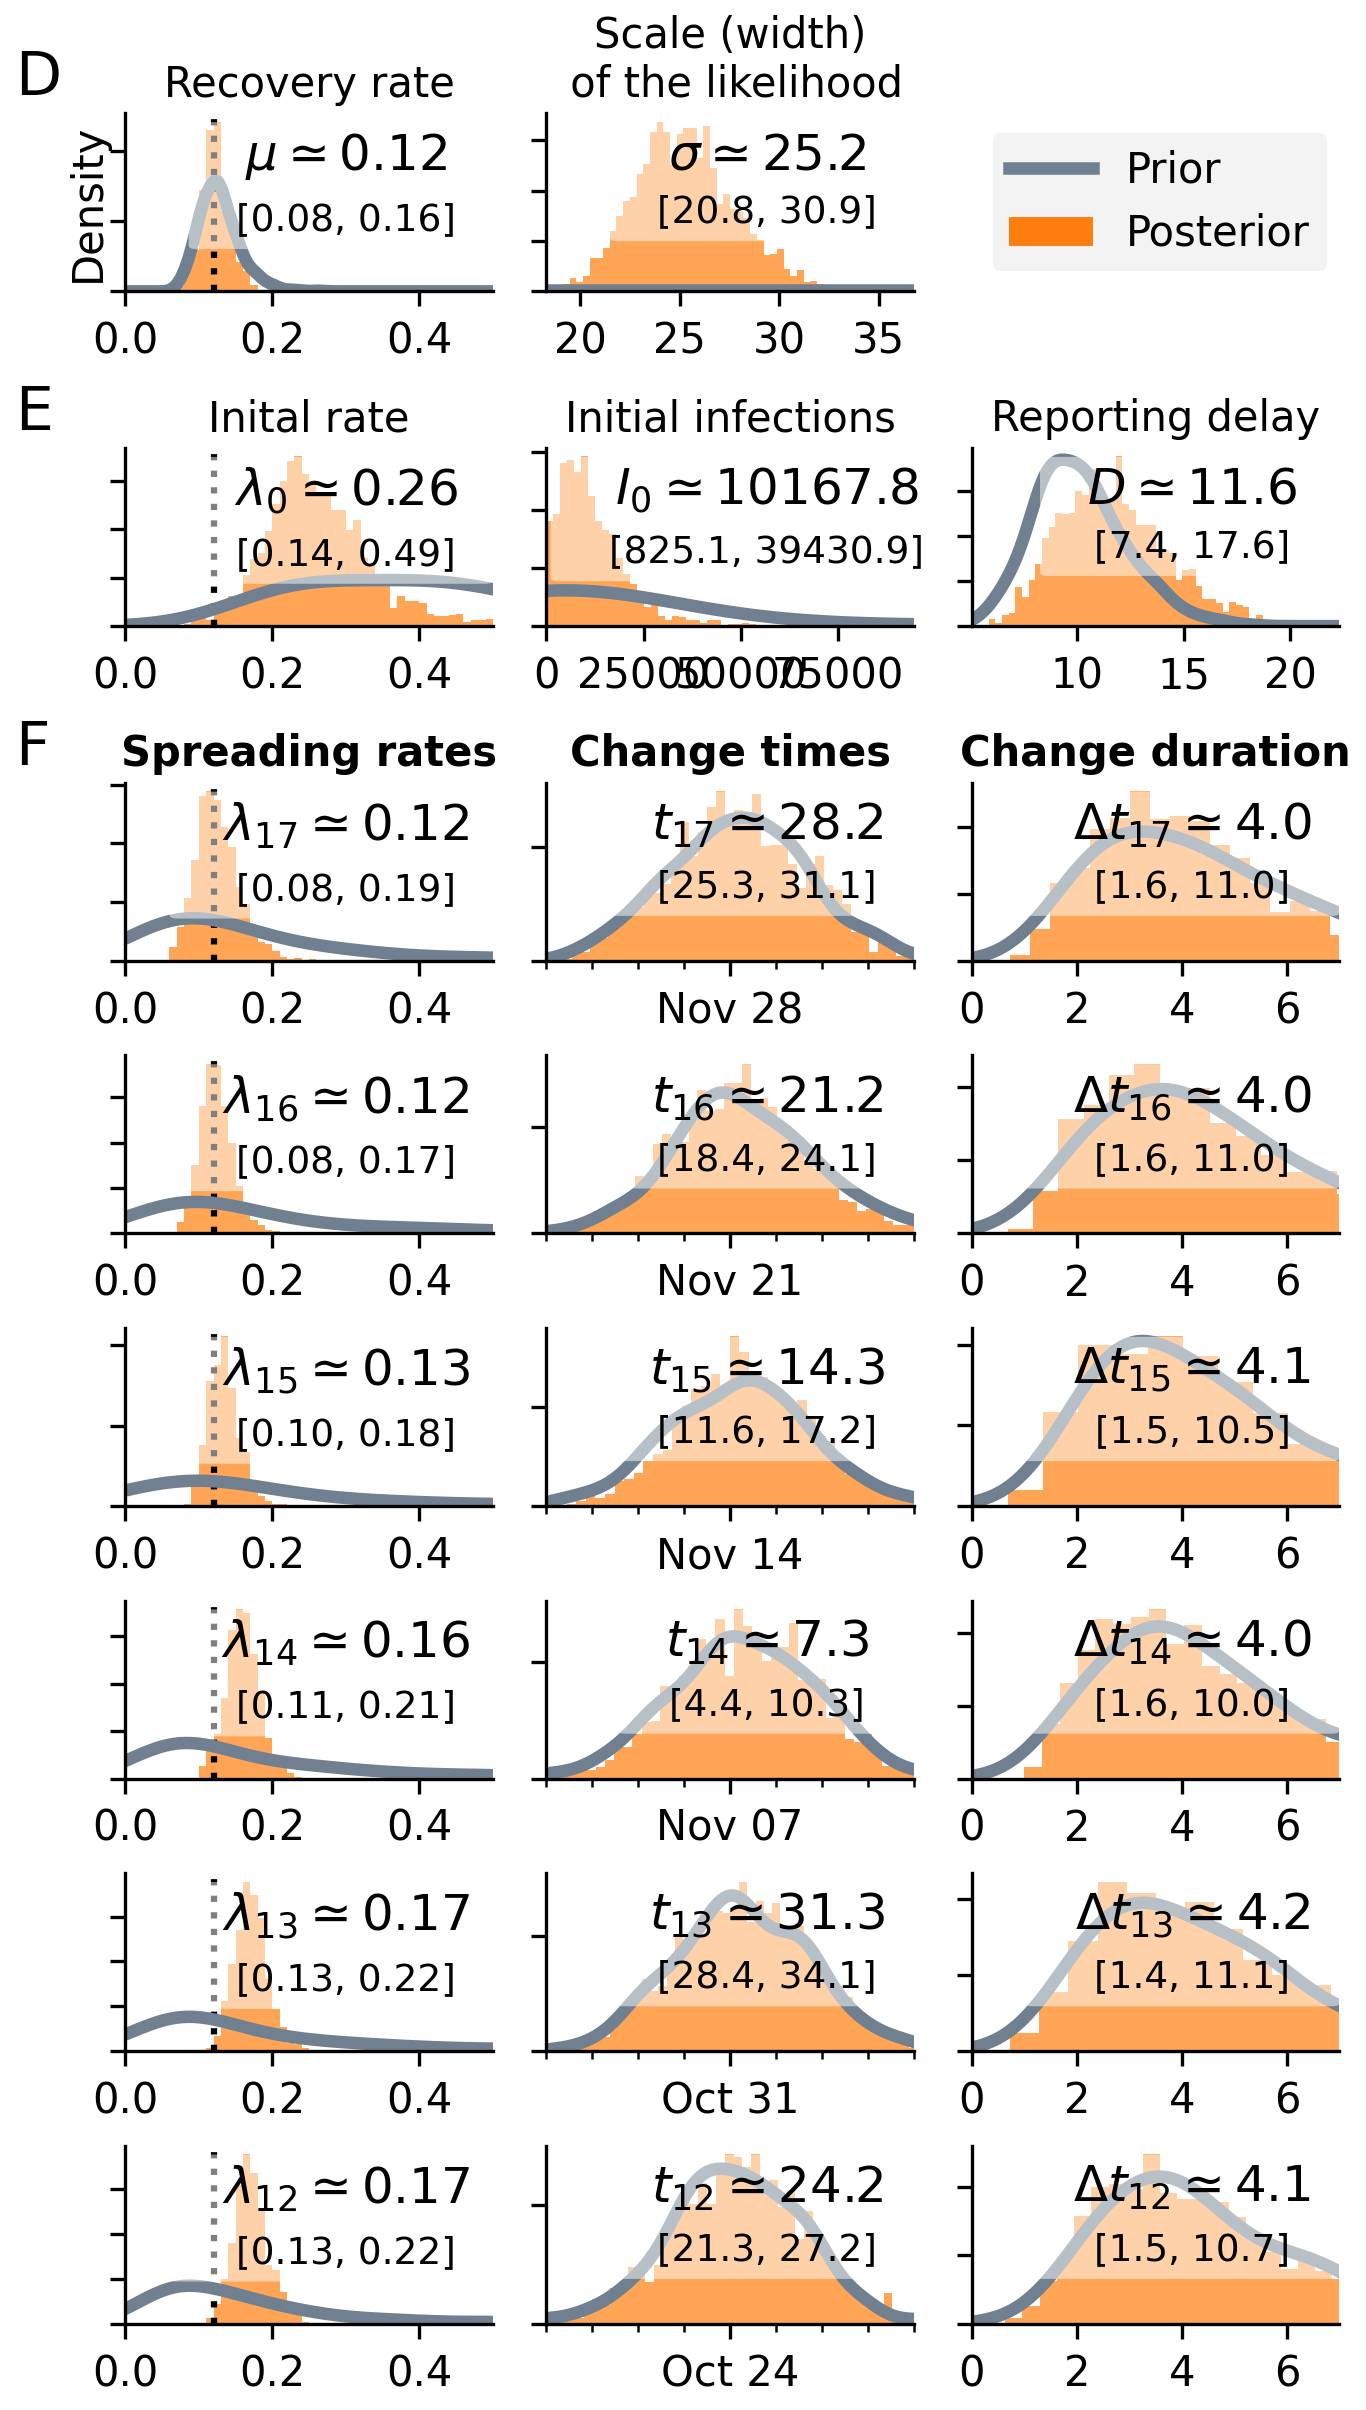 D
Recovery rate
Scale (width)
of the likelihood
Density
μ ≃ 0.12
[0.08, 0.16]
σ ≃ 25.2
[20.8, 30.9]
Prior
Posterior
0.0 0.2 0.4
20 25 30 35
E
Inital rate
Initial infections
Reporting delay
λ0 ≃ 0.26
[0.14, 0.49]
I0 ≃ 10167.8
[825.1, 39430.9]
D ≃ 11.6
[7.4, 17.6]
0.0 0.2 0.4
0 25000 50000 75000
10 15 20
F
Spreading rates
Change times
Change duration
λ17 ≃ 0.12
[0.08, 0.19]
t17 ≃ 28.2
[25.3, 31.1]
Δt17 ≃ 4.0
[1.6, 11.0]
0.0 0.2 0.4
Nov 28
0 2 4 6
λ16 ≃ 0.12
[0.08, 0.17]
t16 ≃ 21.2
[18.4, 24.1]
Δt16 ≃ 4.0
[1.6, 11.0]
0.0 0.2 0.4
Nov 21
0 2 4 6
λ15 ≃ 0.13
[0.10, 0.18]
t15 ≃ 14.3
[11.6, 17.2]
Δt15 ≃ 4.1
[1.5, 10.5]
0.0 0.2 0.4
Nov 14
0 2 4 6
λ14 ≃ 0.16
[0.11, 0.21]
t14 ≃ 7.3
[4.4, 10.3]
Δt14 ≃ 4.0
[1.6, 10.0]
0.0 0.2 0.4
Nov 07
0 2 4 6
λ13 ≃ 0.17
[0.13, 0.22]
t13 ≃ 31.3
[28.4, 34.1]
Δt13 ≃ 4.2
[1.4, 11.1]
0.0 0.2 0.4
Oct 31
0 2 4 6
λ12 ≃ 0.17
[0.13, 0.22]
t12 ≃ 24.2
[21.3, 27.2]
Δt12 ≃ 4.1
[1.5, 10.7]
0.0 0.2 0.4
Oct 24
0 2 4 6